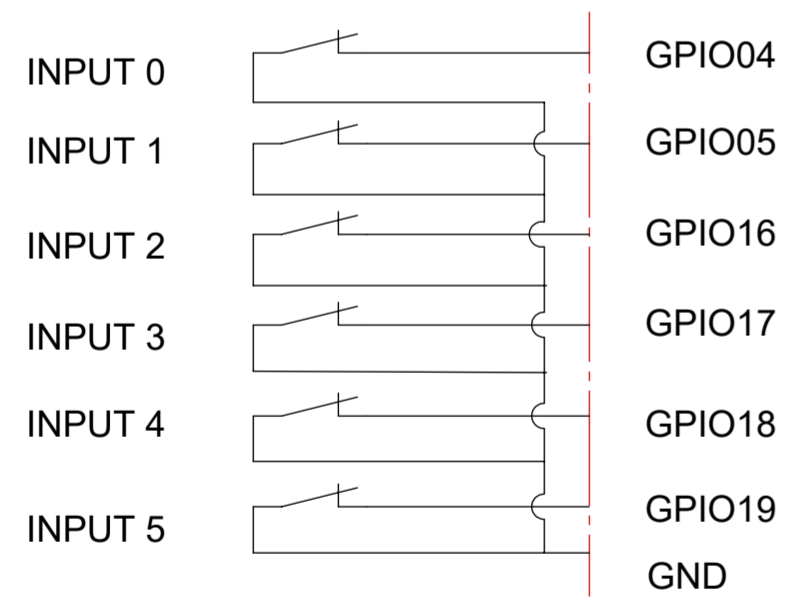 INPUT 0 GPIO04
INPUT 1 GPIO05
INPUT 2 GPIO16
INPUT 3 GPIO17
INPUT 4 GPIO18
INPUT 5 GPIO19
GND